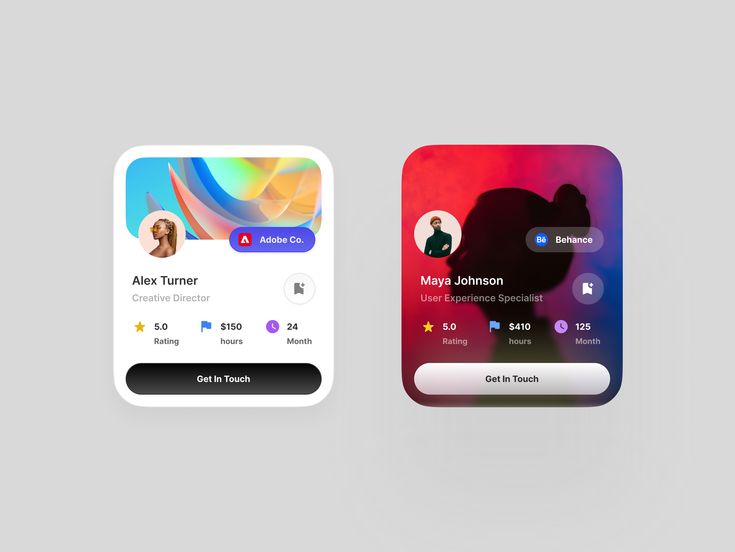 Adobe Co.
Alex Turner
Creative Director
5.0 $150 24
Rating hours Month
Get In Touch
Bē Behance
Maya Johnson
User Experience Specialist
5.0 $410 125
Rating hours Month
Get In Touch